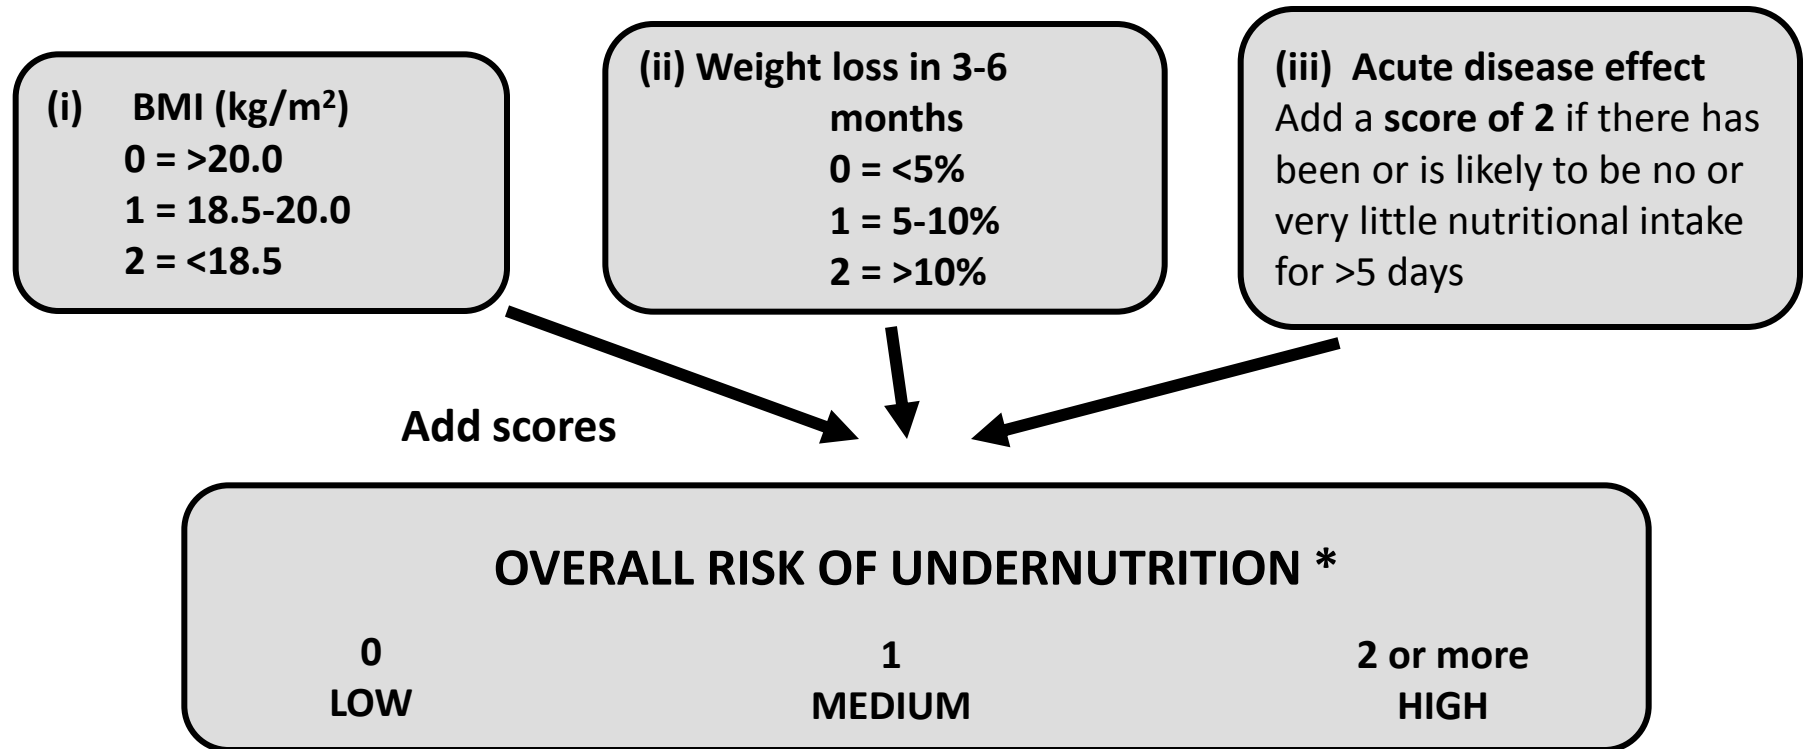 (i) BMI (kg/m²)
0 = >20.0
1 = 18.5-20.0
2 = <18.5
(ii) Weight loss in 3-6
months
0 = <5%
1 = 5-10%
2 = >10%
(iii) Acute disease effect
Add a score of 2 if there has
been or is likely to be no or
very little nutritional intake
for >5 days
Add scores
OVERALL RISK OF UNDERNUTRITION *
0
LOW
1
MEDIUM
2 or more
HIGH